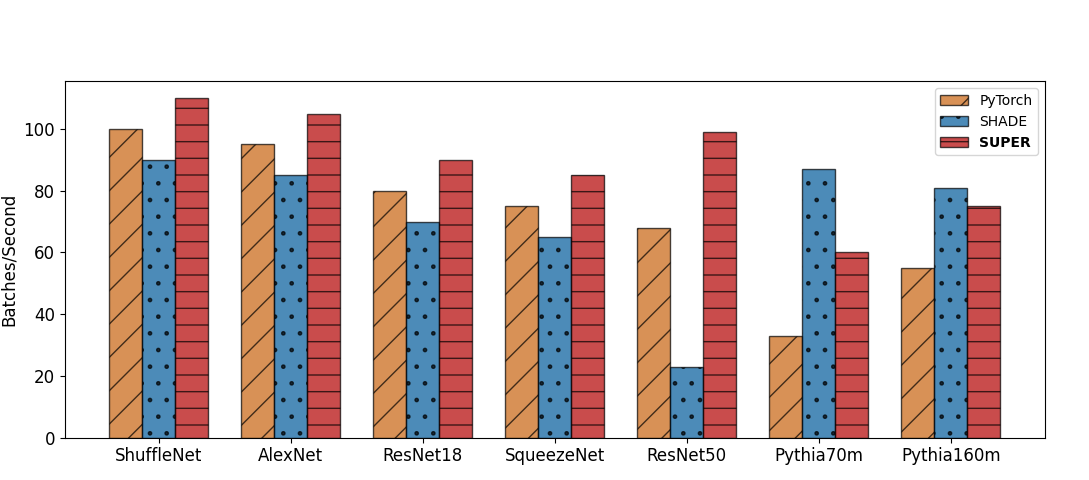 PyTorch
SHADE
SUPER
Batches/Second
100
80
60
40
20
0
ShuffleNet AlexNet ResNet18 SqueezeNet ResNet50 Pythia70m Pythia160m